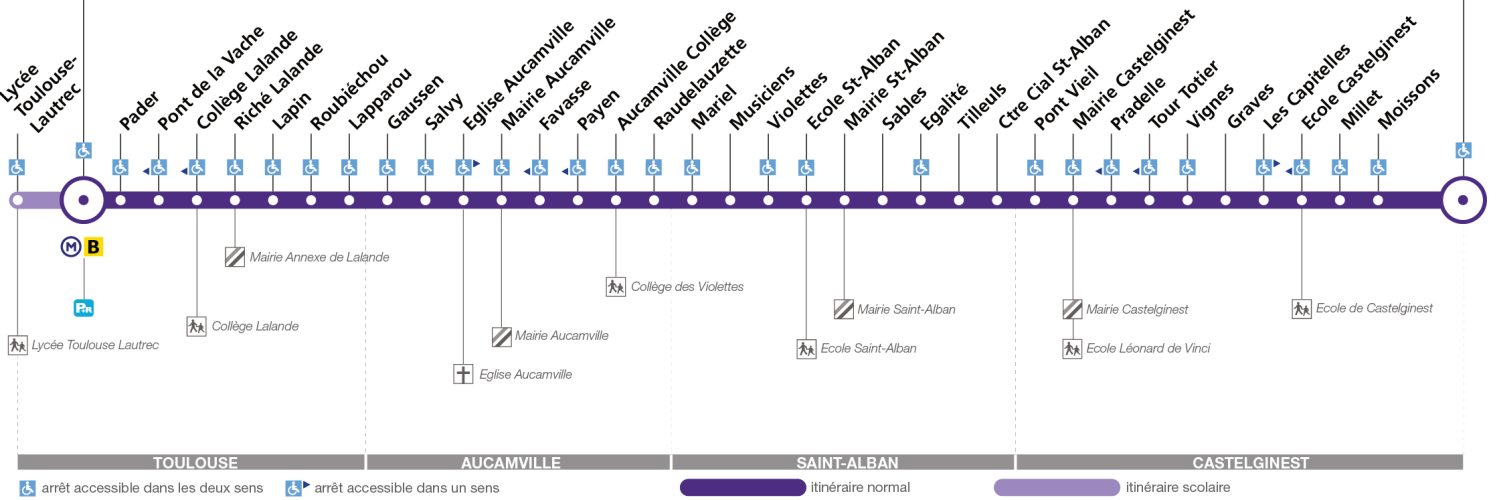 Lycée
Toulouse-
Lautrec
Pader
Pont de la Vache
Collège Lalande
Riché Lalande
Lapin
Roubiéchou
Lapparou
Gaussen
Salvy
Eglise Aucamville
Mairie Aucamville
Favasse
Payen
Aucamville Collège
Raudelauzette
Mariel
Musiciens
Violettes
Ecole St-Alban
Mairie St-Alban
Sables
Egalité
Tilleuls
Ctre Cial St-Alban
Pont Vieil
Mairie Castelginest
Pradelle
Tour Totier
Vignes
Graves
Les Capitelles
Ecole Castelginest
Millet
Moissons
M B
P+R
Mairie Annexe de Lalande
Collège des Violettes
Collège Lalande
Mairie Saint-Alban
Mairie Castelginest
Ecole de Castelginest
Lycée Toulouse Lautrec
Mairie Aucamville
Ecole Saint-Alban
Ecole Léonard de Vinci
Eglise Aucamville
TOULOUSE
AUCAMVILLE
SAINT-ALBAN
CASTELGINEST
arrêt accessible dans les deux sens
arrêt accessible dans un sens
itinéraire normal
itinéraire scolaire